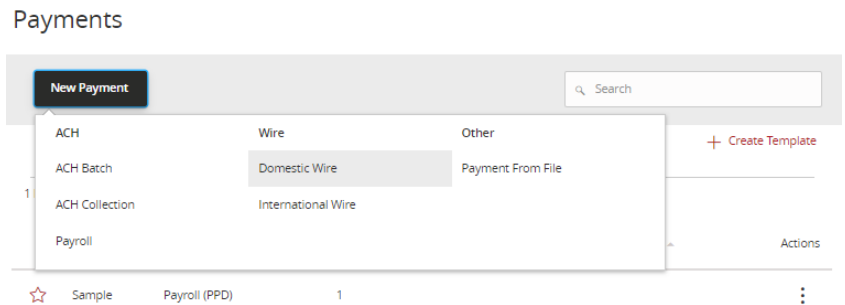 Payments
New Payment
Search
ACH Wire Other
+ Create Template
ACH Batch Domestic Wire Payment From File
1
ACH Collection International Wire
Payroll
Actions
Sample Payroll (PPD) 1